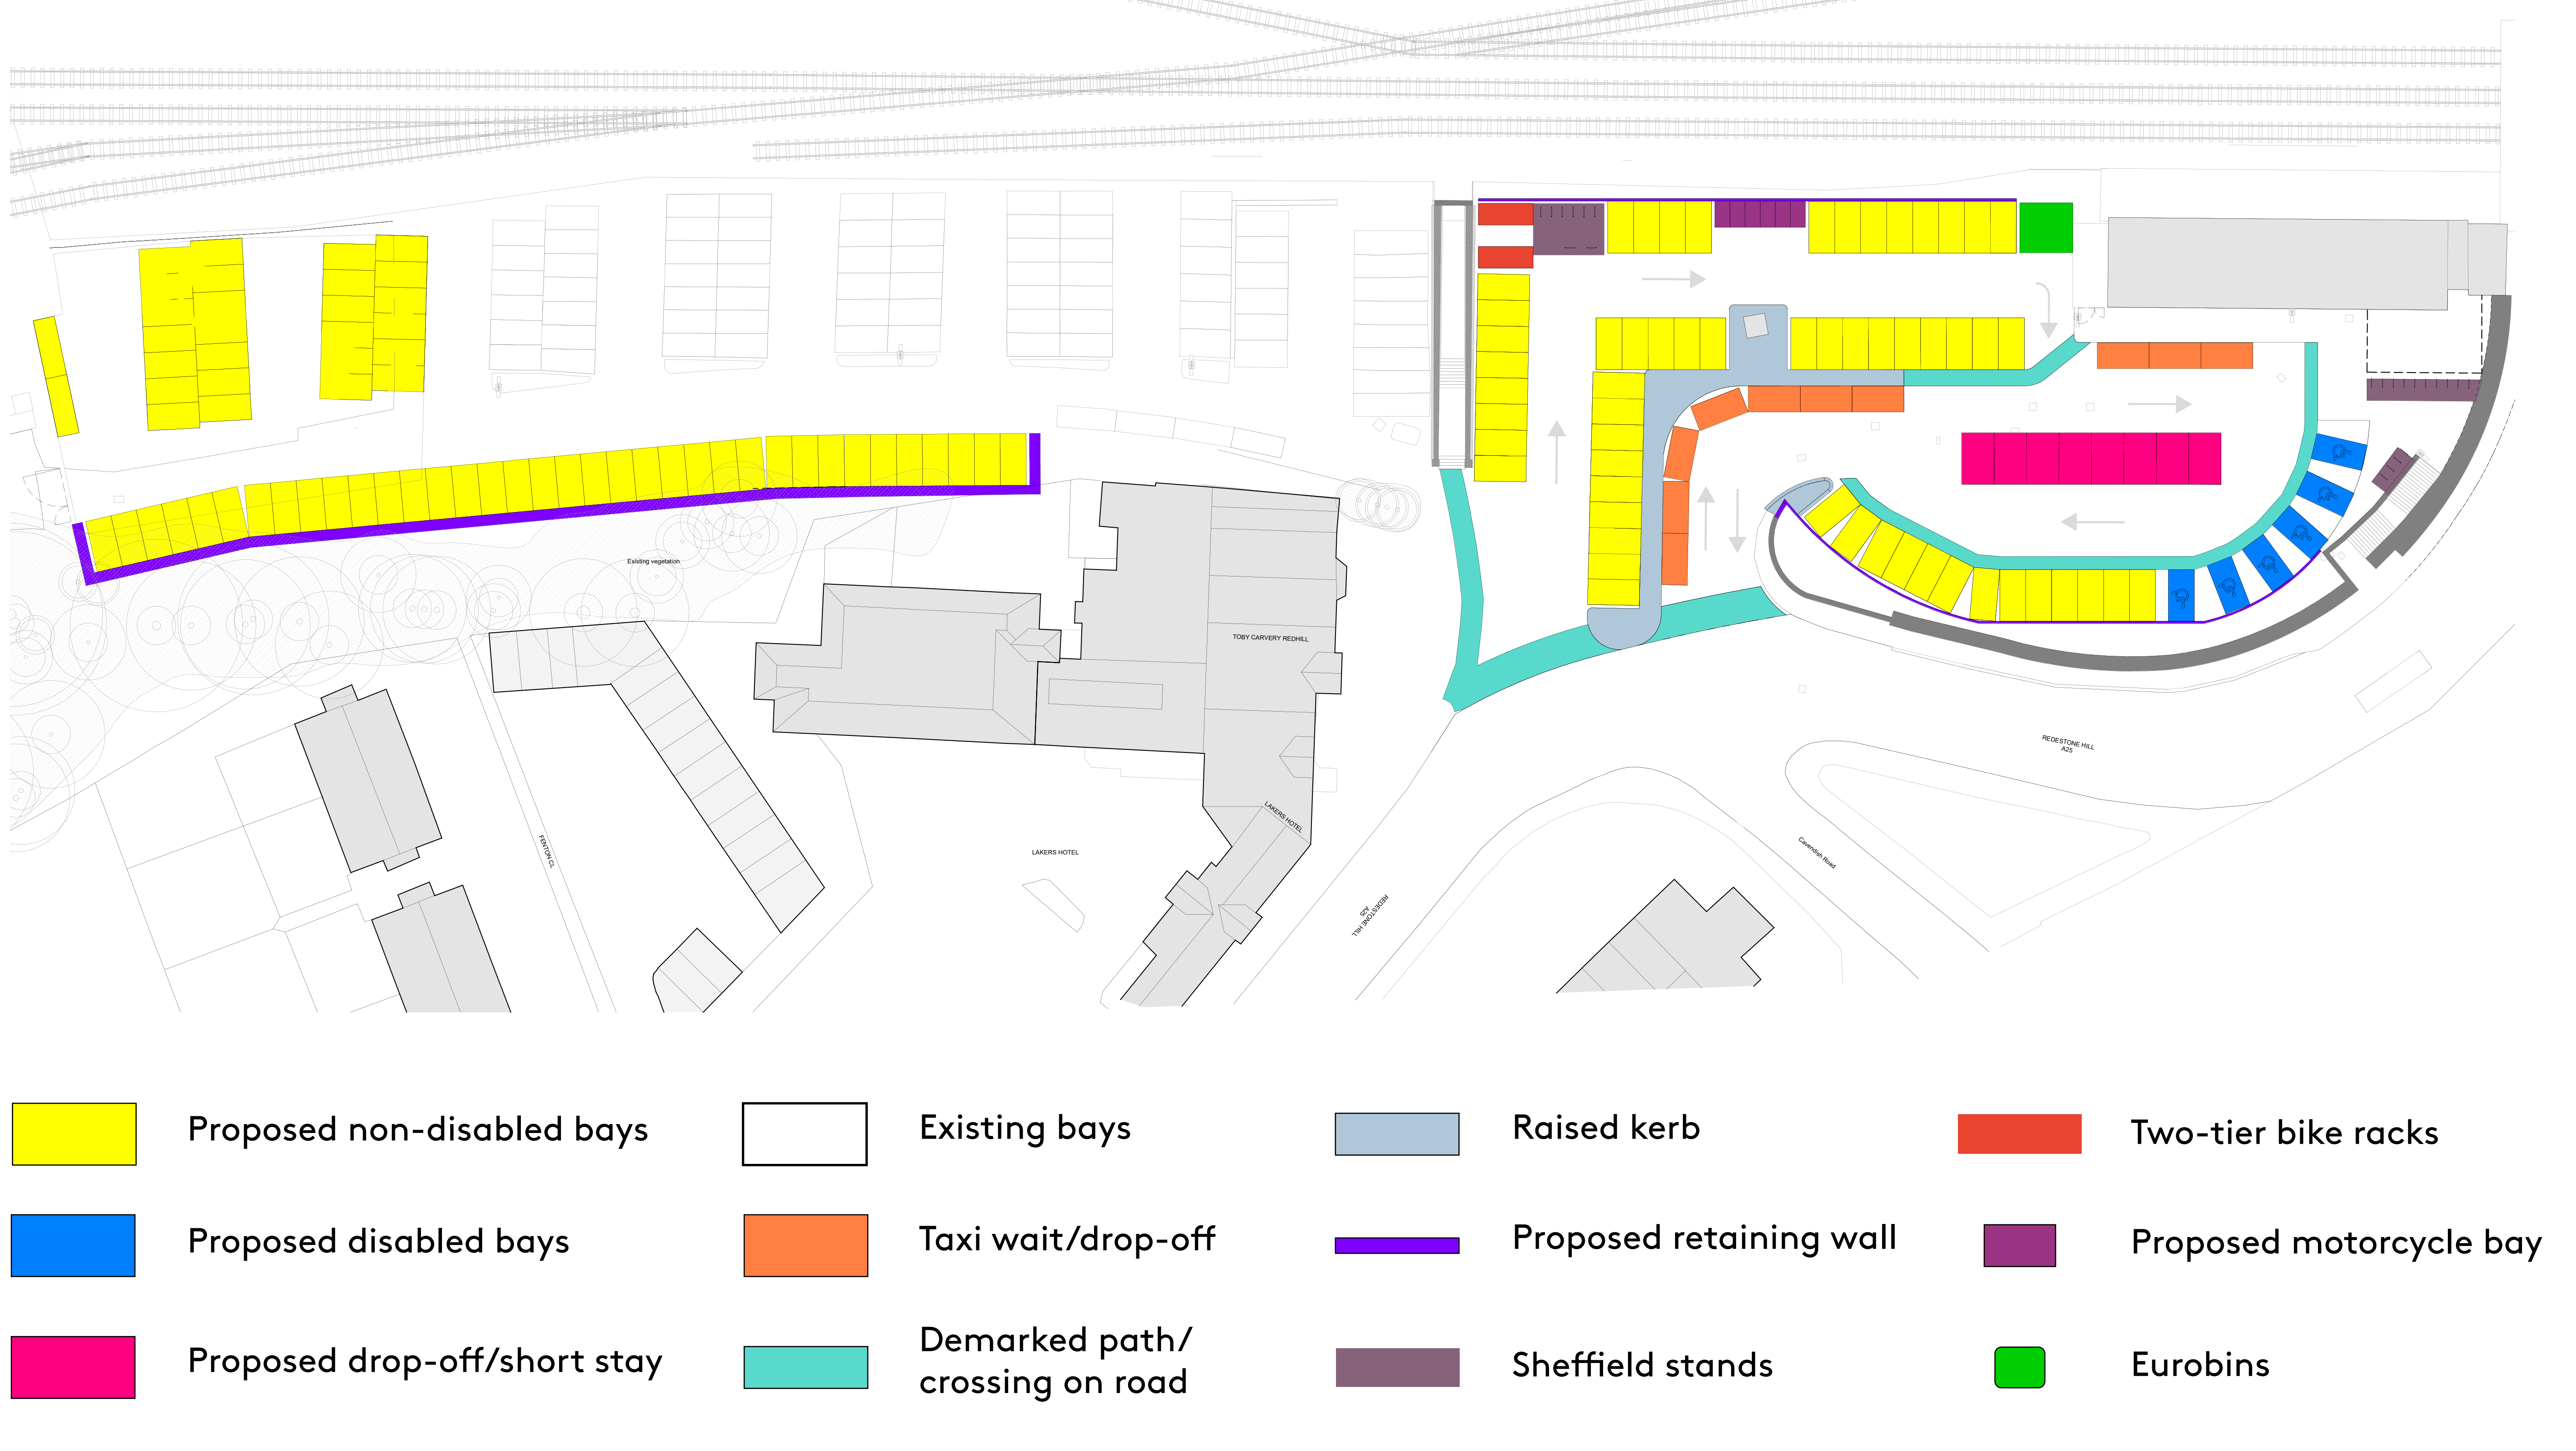 Existing vegetation
TOBY CARVERY REDHILL
LAKERS HOTEL
LAKERS HOTEL
FENTON CL
REDESTONE HILL
A25
REDESTONE HILL
A25
Cavendish Road
Proposed non-disabled bays
Existing bays
Raised kerb
Two-tier bike racks
Proposed disabled bays
Taxi wait/drop-off
Proposed retaining wall
Proposed motorcycle bay
Proposed drop-off/short stay
Demarked path/
crossing on road
Sheffield stands
Eurobins